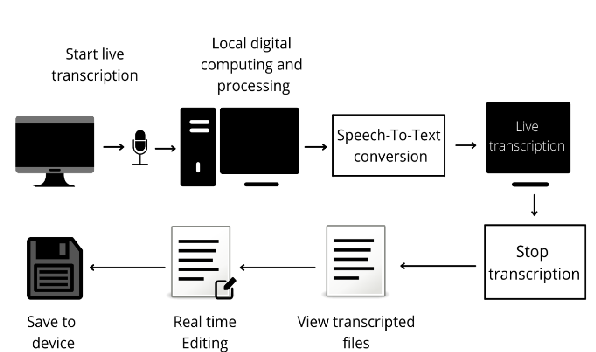 Start live
transcription
Local digital
computing and
processing
Speech-To-Text
conversion
Live
transcription
Stop
transcription
View transcripted
files
Real time
Editing
Save to
device